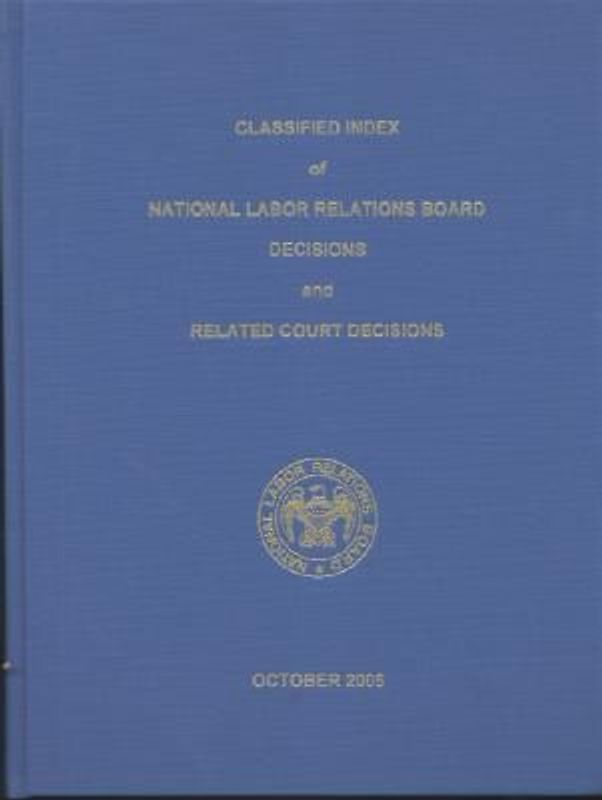 CLASSIFIED INDEX
of
NATIONAL LABOR RELATIONS BOARD
DECISIONS
and
RELATED COURT DECISIONS
NATIONAL LABOR RELATIONS BOARD
OCTOBER 2005